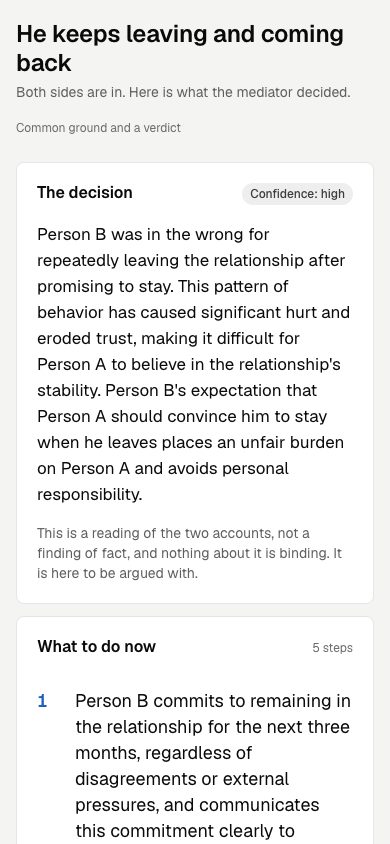 He keeps leaving and coming
back
Both sides are in. Here is what the mediator decided.
Common ground and a verdict
The decision
Confidence: high
Person B was in the wrong for
repeatedly leaving the relationship after
promising to stay. This pattern of
behavior has caused significant hurt and
eroded trust, making it difficult for
Person A to believe in the relationship's
stability. Person B's expectation that
Person A should convince him to stay
when he leaves places an unfair burden
on Person A and avoids personal
responsibility.
This is a reading of the two accounts, not a
finding of fact, and nothing about it is binding. It
is here to be argued with.
What to do now
5 steps
1
Person B commits to remaining in
the relationship for the next three
months, regardless of
disagreements or external
pressures, and communicates
this commitment clearly to